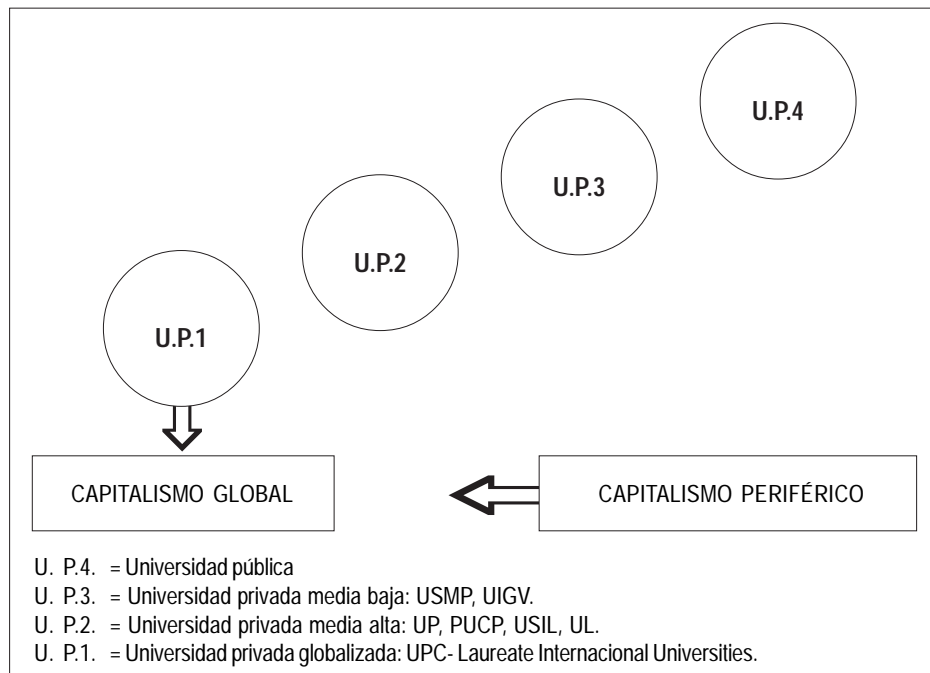 U.P.4
U.P.3
U.P.2
U.P.1
CAPITALISMO GLOBAL
CAPITALISMO PERIFÉRICO
U. P.4. = Universidad pública
U. P.3. = Universidad privada media baja: USMP, UIGV.
U. P.2. = Universidad privada media alta: UP, PUCP, USIL, UL.
U. P.1. = Universidad privada globalizada: UPC- Laureate Internacional Universities.